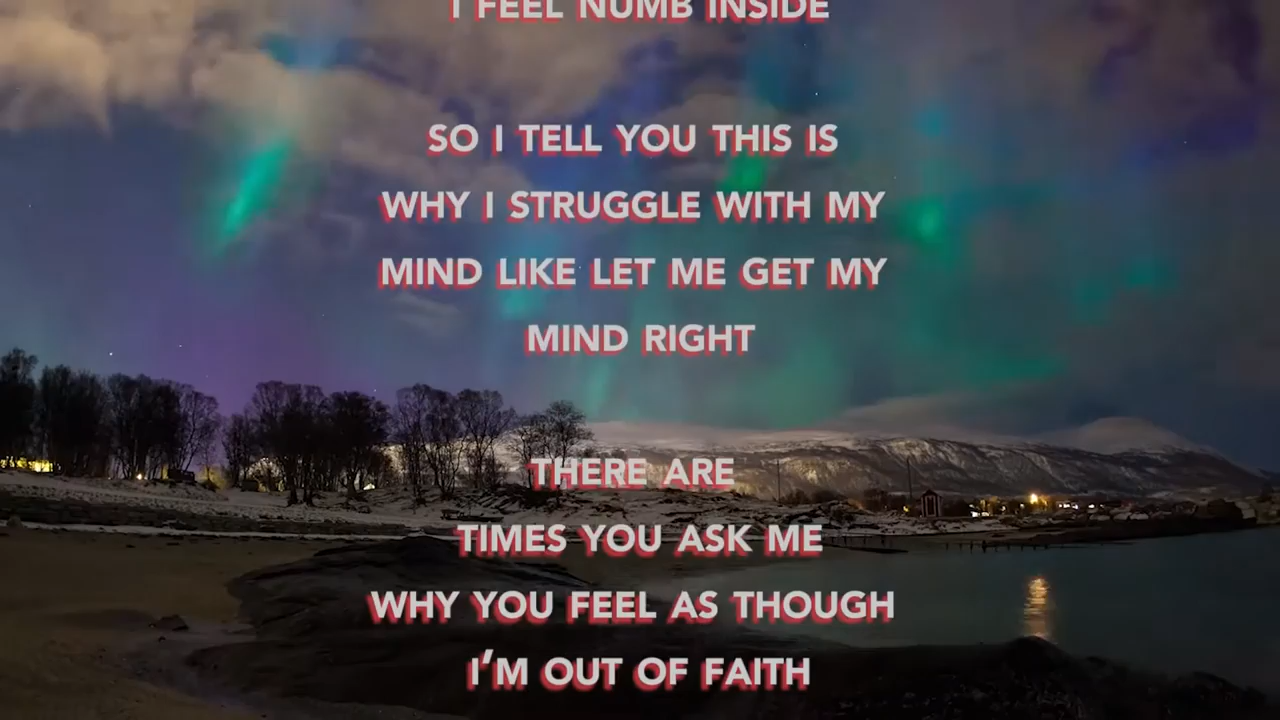 I FEEL NUMB INSIDE
SO I TELL YOU THIS IS
WHY I STRUGGLE WITH MY
MIND LIKE LET ME GET MY
MIND RIGHT
THERE ARE
TIMES YOU ASK ME
WHY YOU FEEL AS THOUGH
I'M OUT OF FAITH